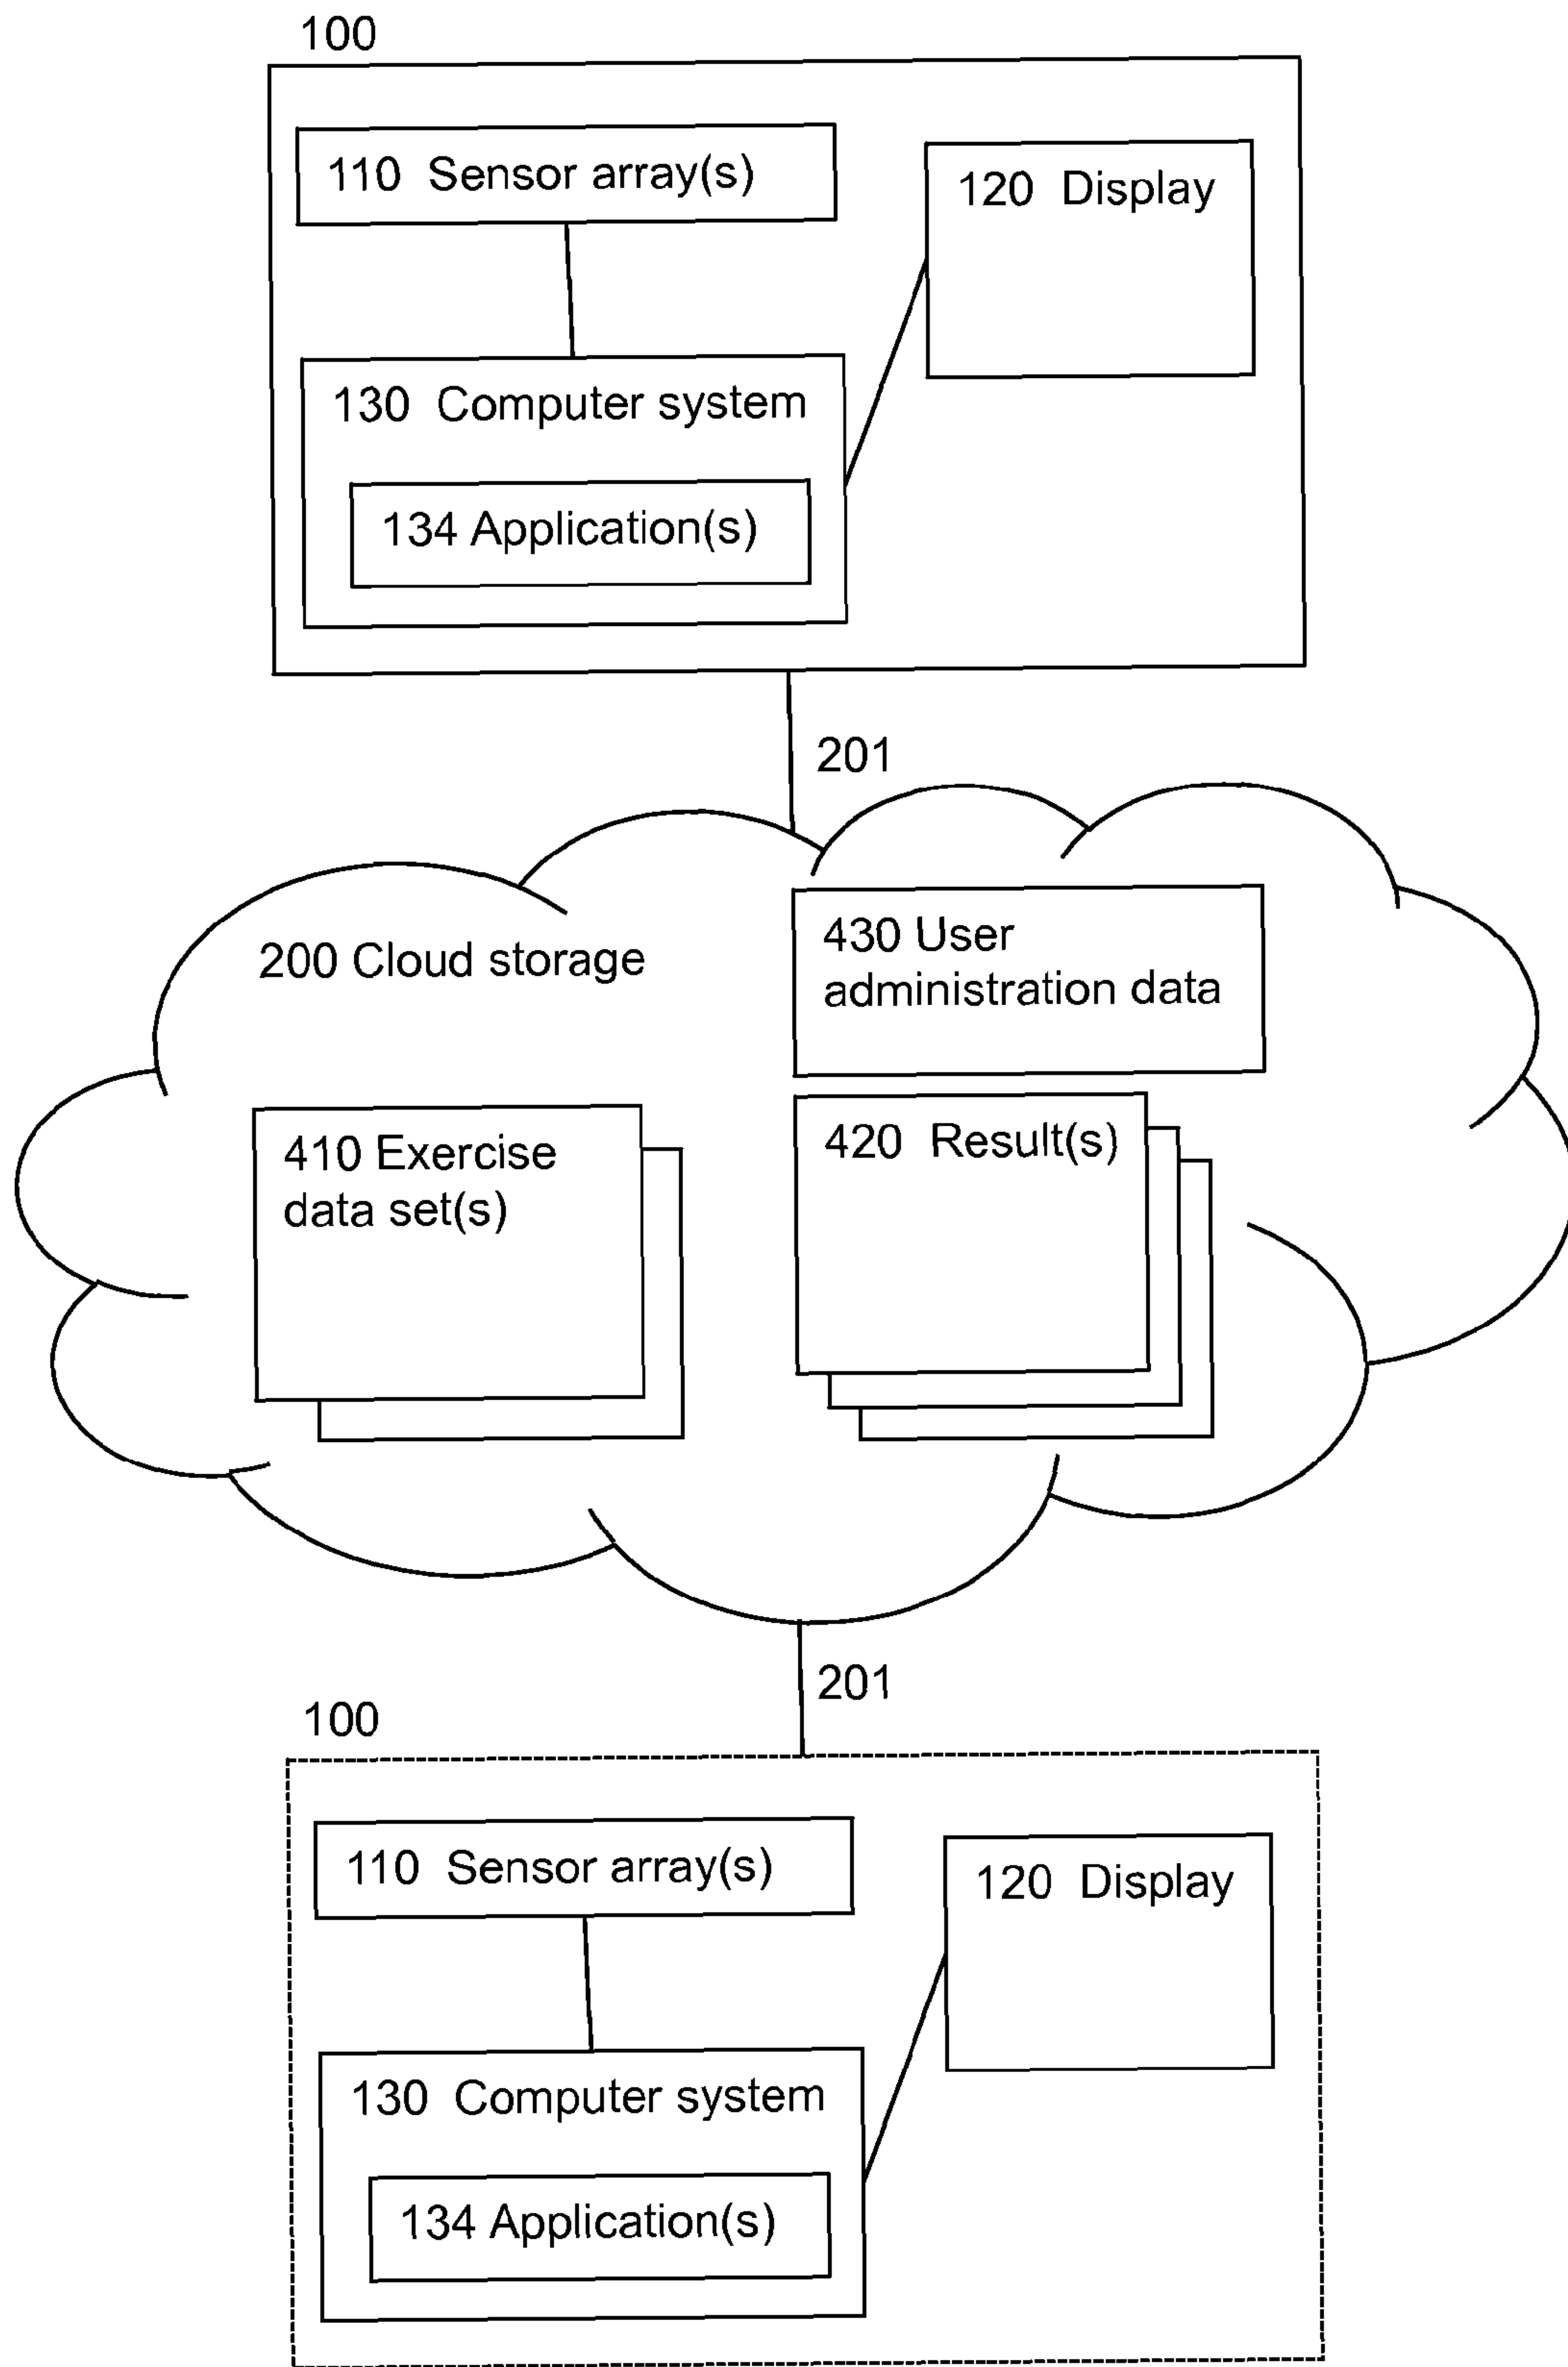 100
110 Sensor array(s)
120 Display
130 Computer system
134 Application(s)
201
200 Cloud storage
430 User
administration data
410 Exercise
data set(s)
420 Result(s)
201
100
110 Sensor array(s)
120 Display
130 Computer system
134 Application(s)